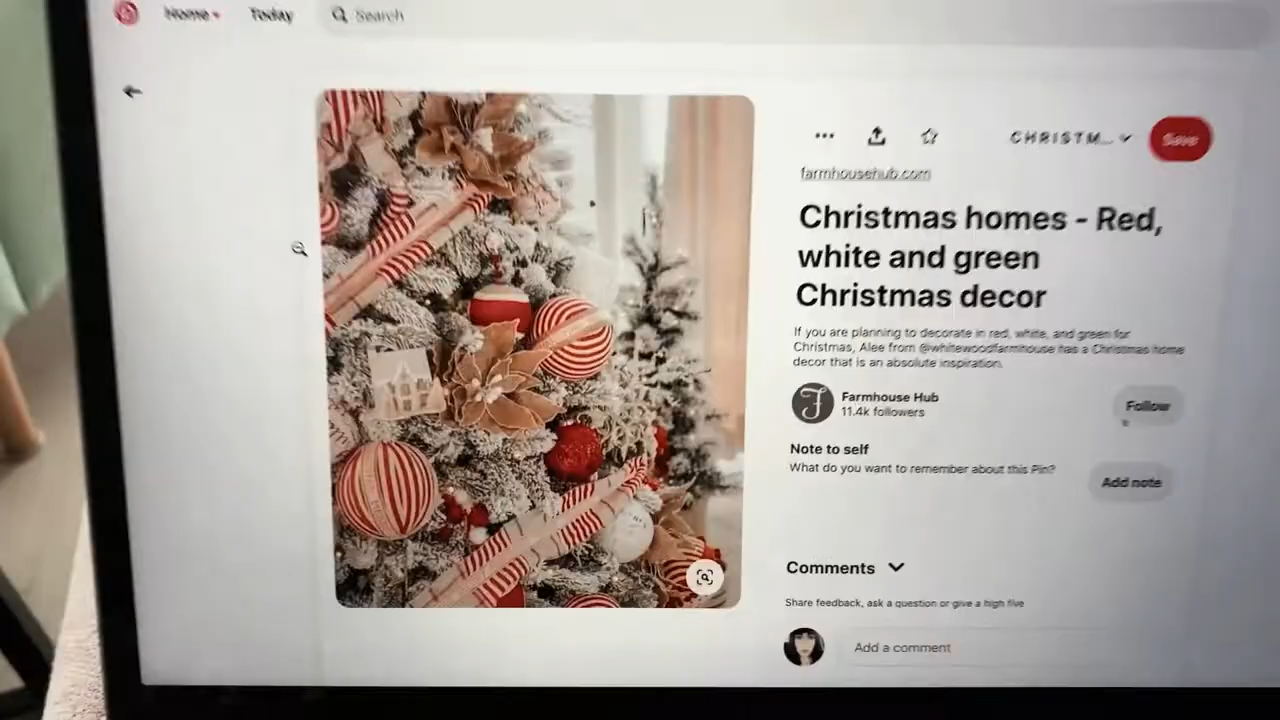 Home
Today
Search
CHRISTM...
Save
farmhousehub.com
Christmas homes - Red,
white and green
Christmas decor
If you are planning to decorate in red, white, and green for
Christmas, Alee from @whitewoodfarmhouse has a Christmas home
decor that is an absolute inspiration.
Farmhouse Hub
11.4k followers
Follow
Note to self
What do you want to remember about this Pin?
Add note
Comments
Share feedback, ask a question or give a high five
Add a comment